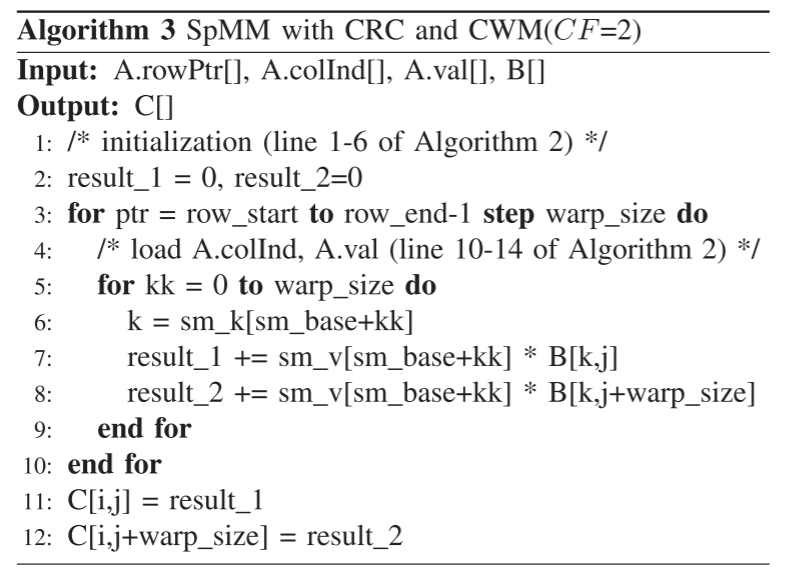 Algorithm 3 SpMM with CRC and CWM(CF=2)
Input: A.rowPtr[], A.colInd[], A.val[], B[]
Output: C[]
1: /* initialization (line 1-6 of Algorithm 2) */
2: result_1 = 0, result_2=0
3: for ptr = row_start to row_end-1 step warp_size do
4: /* load A.colInd, A.val (line 10-14 of Algorithm 2) */
5: for kk = 0 to warp_size do
6: k = sm_k[sm_base+kk]
7: result_1 += sm_v[sm_base+kk] * B[k,j]
8: result_2 += sm_v[sm_base+kk] * B[k,j+warp_size]
9: end for
10: end for
11: C[i,j] = result_1
12: C[i,j+warp_size] = result_2